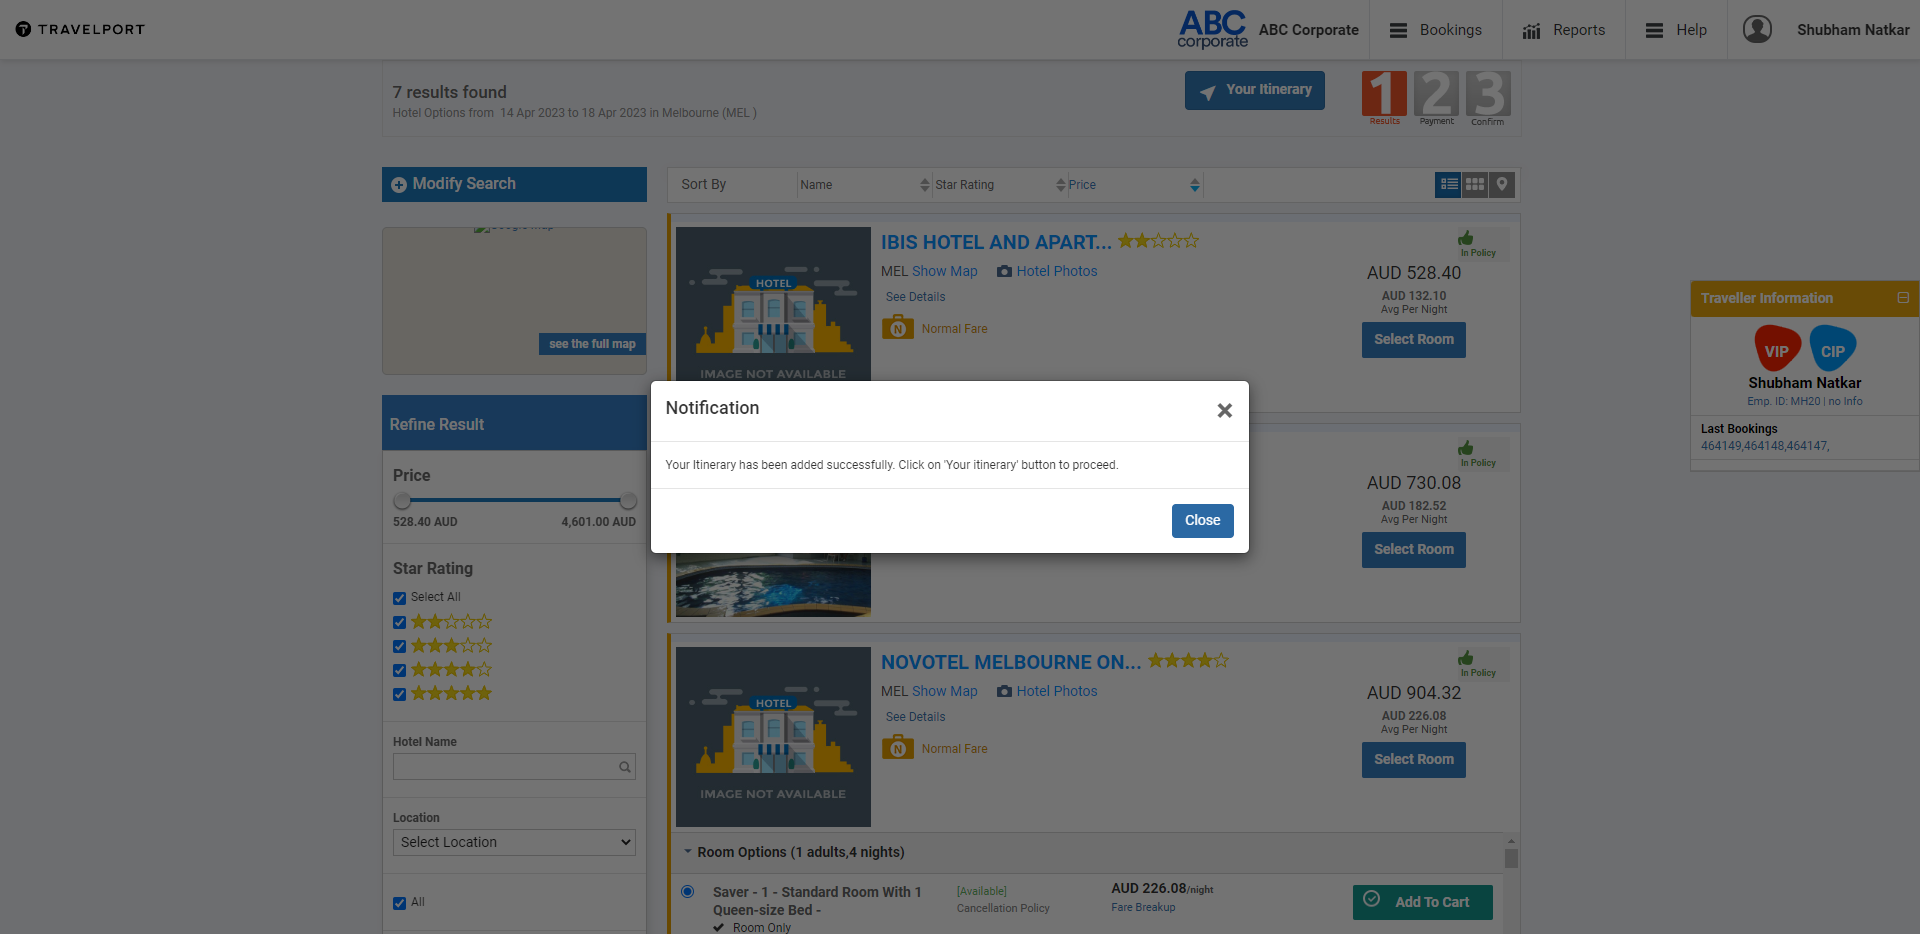 TRAVELPORT
ABC
corporate
ABC Corporate
Bookings
Reports
Help
Shubham Natkar
7 results found
Hotel Options from 14 Apr 2023 to 18 Apr 2023 in Melbourne (MEL )
Your Itinerary
1 2 3
Results Payment Confirm
Modify Search
Sort By
Name
Star Rating
Price
see the full map
Refine Result
Price
528.40 AUD 4,601.00 AUD
Star Rating
Select All
Hotel Name
Location
Select Location
All
HOTEL
IMAGE NOT AVAILABLE
IBIS HOTEL AND APART...
MEL Show Map Hotel Photos
See Details
N Normal Fare
In Policy
AUD 528.40
AUD 132.10
Avg Per Night
Select Room
Notification
Your Itinerary has been added successfully. Click on 'Your itinerary' button to proceed.
Close
In Policy
AUD 730.08
AUD 182.52
Avg Per Night
Select Room
HOTEL
IMAGE NOT AVAILABLE
NOVOTEL MELBOURNE ON...
MEL Show Map Hotel Photos
See Details
N Normal Fare
In Policy
AUD 904.32
AUD 226.08
Avg Per Night
Select Room
Room Options (1 adults,4 nights)
Saver - 1 - Standard Room With 1
Queen-size Bed -
Room Only
[Available]
Cancellation Policy
AUD 226.08/night
Fare Breakup
Add To Cart
Traveller Information
VIP CIP
Shubham Natkar
Emp. ID: MH20 | no Info
Last Bookings
464149,464148,464147,